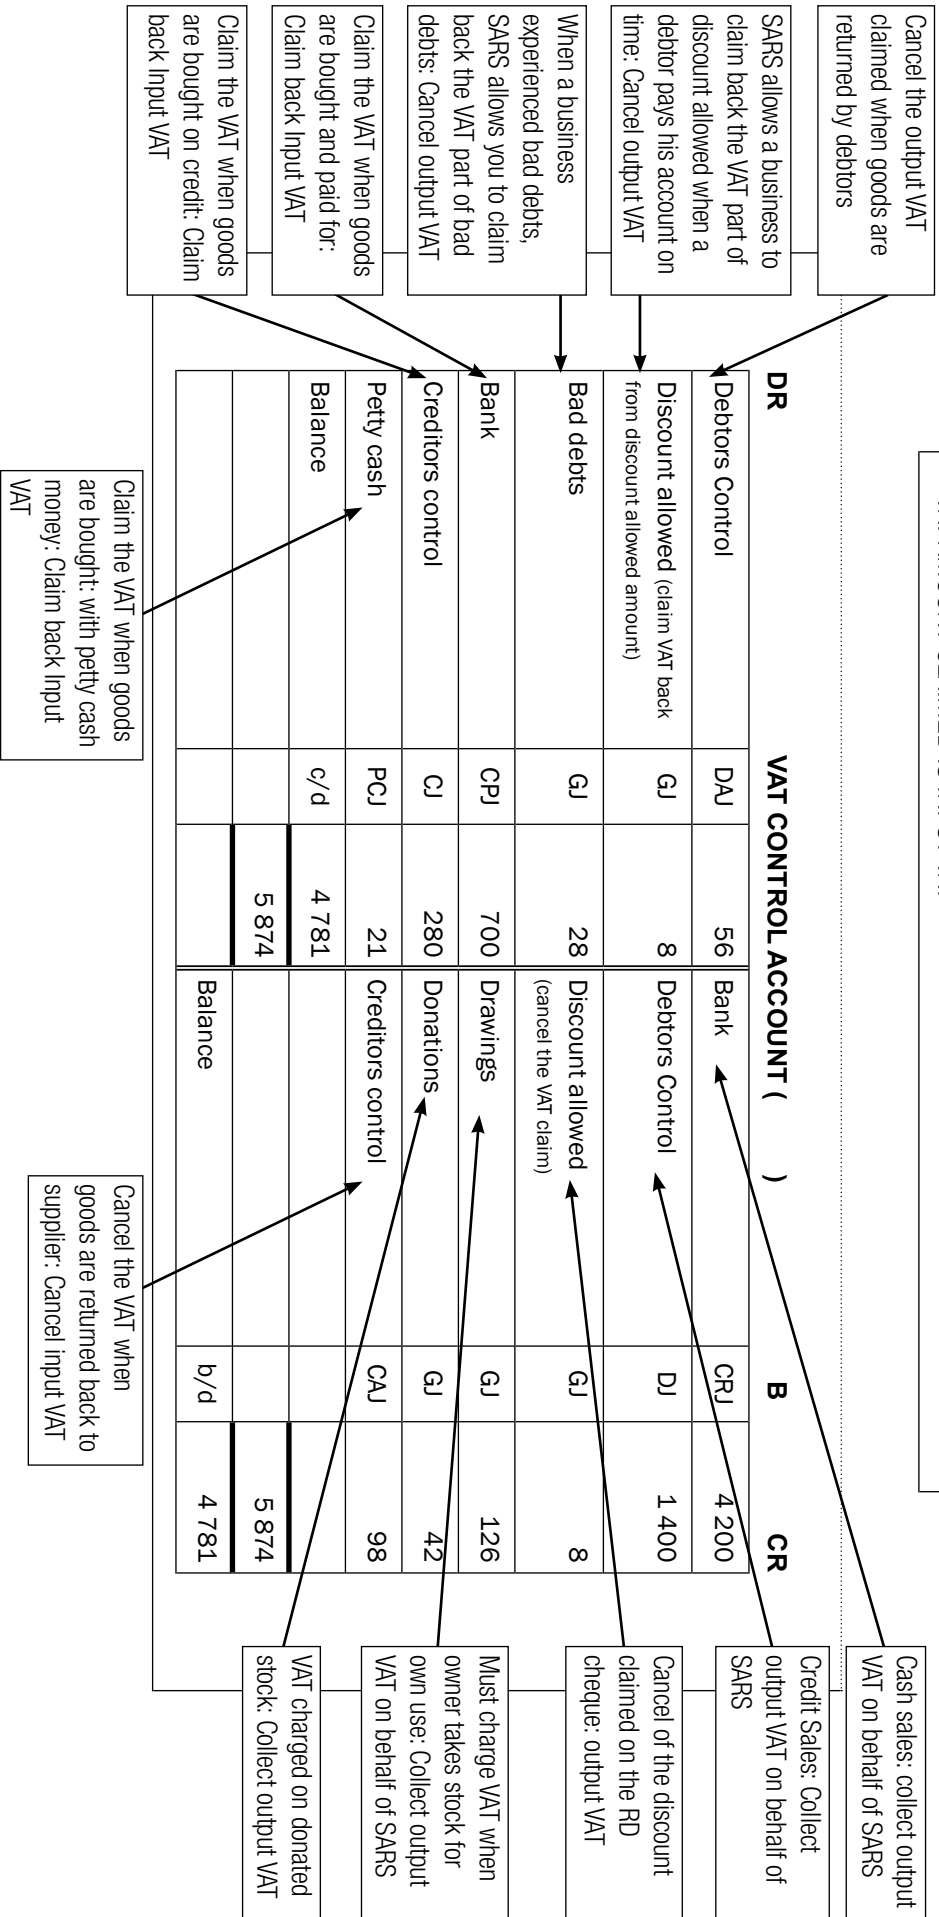 Cancel the output VAT
claimed when goods are
returned by debtors
SARS allows a business to
claim back the VAT part of
discount allowed when a
debtor pays his account on
time: Cancel output VAT
When a business
experienced bad debts,
SARS allows you to claim
back the VAT part of bad
debts: Cancel output VAT
Claim the VAT when goods
are bought and paid for:
Claim back Input VAT
Claim the VAT when goods
are bought on credit: Claim
back Input VAT
DR VAT CONTROL ACCOUNT ( ) B CR
Debtors Control DAJ 56 Bank CRJ 4 200
Discount allowed (claim VAT back
from discount allowed amount) GJ 8 Debtors Control DJ 1 400
Bad debts GJ 28 Discount allowed GJ 8
(cancel the VAT claim)
Bank CPJ 700 Drawings GJ 126
Creditors control CJ 280 Donations GJ 42
Petty cash PCJ 21 Creditors control CAJ 98
Balance c/d 4 781
5 874 5 874
Balance b/d 4 781
Claim the VAT when goods
are bought: with petty cash
money: Claim back Input
VAT
Cancel the VAT when
goods are returned back to
supplier: Cancel input VAT
Cash sales: collect output
VAT on behalf of SARS
Credit Sales: Collect
output VAT on behalf of
SARS
Cancel of the discount
claimed on the RD
cheque: output VAT
Must charge VAT when
owner takes stock for
own use: Collect output
VAT on behalf of SARS
VAT charged on donated
stock: Collect output VAT